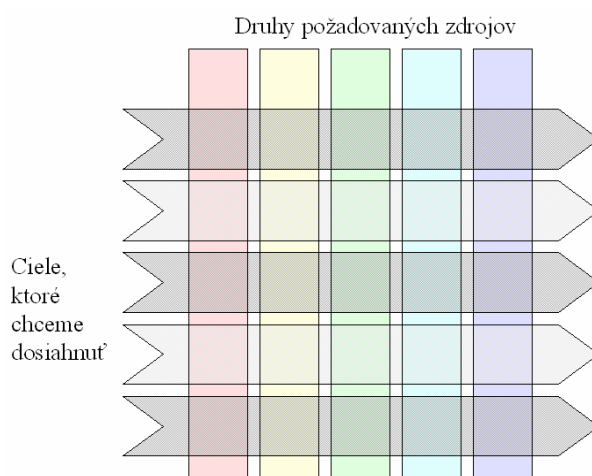 Druhy požadovaných zdrojov
Ciele,
ktoré
chceme
dosiahnuť